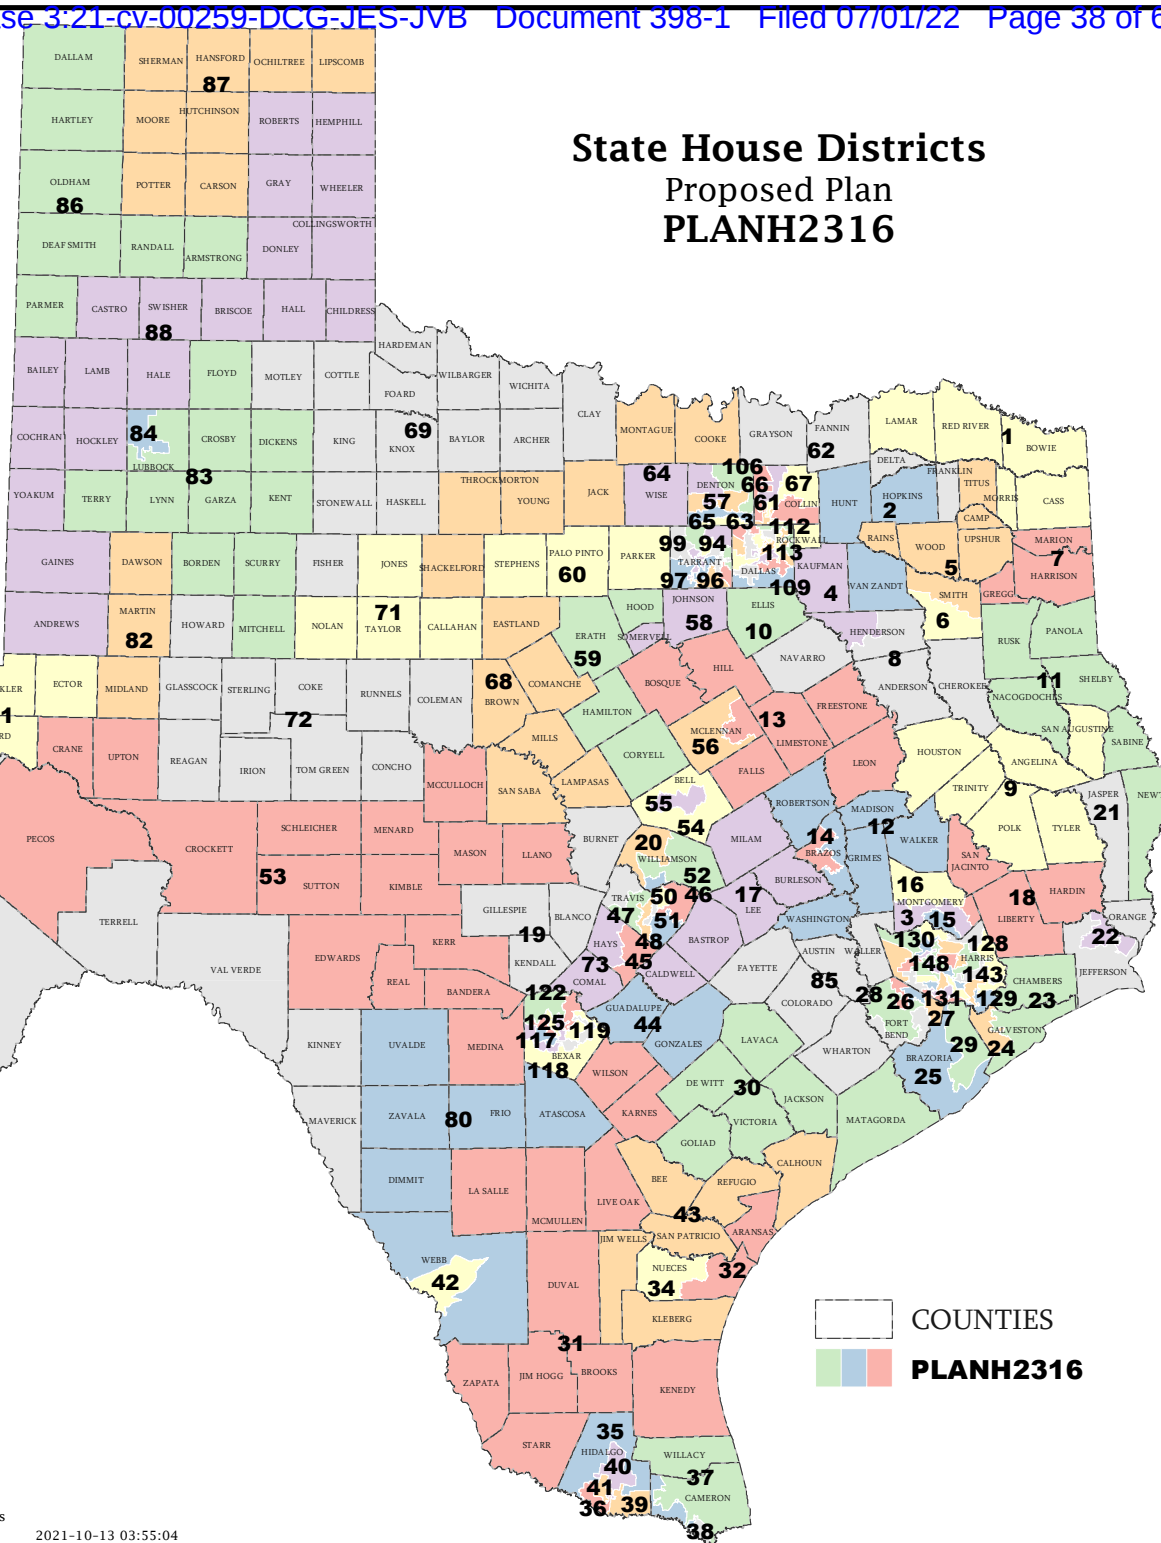 se 3:21-cv-00259-DCG-JES-JVB Document 398-1 Filed 07/01/22 Page 38 of 6
State House Districts
Proposed Plan
PLANH2316
DALLAM SHERMAN HANSFORD OCHILTREE LIPSCOMB
87
HARTLEY MOORE HUTCHINSON ROBERTS HEMPHILL
OLDHAM POTTER CARSON GRAY WHEELER
86
COLLINGSWORTH
DEAF SMITH RANDALL ARMSTRONG DONLEY
PARMER CASTRO SWISHER BRISCOE HALL CHILDRESS
88
HARDEMAN
BAILEY LAMB HALE FLOYD MOTLEY COTTLE FOARD WILBARGER WICHITA
CLAY MONTAGUE COOKE GRAYSON FANNIN LAMAR RED RIVER 1 BOWIE
COCHRAN HOCKLEY 84 CROSBY DICKENS KING 69 KNOX BAYLOR ARCHER 62
LUBBOCK 83
DELTA FRANKLIN TITUS MORRIS CASS
YOAKUM TERRY LYNN GARZA KENT STONEWALL HASKELL THROCKMORTON YOUNG JACK 64 WISE DENTON 106 66 67 COLLIN HUNT HOPKINS 2
57 61 CAMP
65 63 112 ROCKWALL RAINS WOOD UPSHUR MARION
GAINES DAWSON BORDEN SCURRY FISHER JONES SHACKELFORD STEPHENS PALO PINTO 60 PARKER 99 94 TARRANT 113 DALLAS KAUFMAN VAN ZANDT 5 7 HARRISON
97 96 109 4 SMITH GREGG
ANDREWS MARTIN 82 HOWARD MITCHELL NOLAN 71 TAYLOR CALLAHAN EASTLAND HOOD JOHNSON 58 ELLIS 10 6
ERATH 59 SOMERVELL HENDERSON 8 RUSK PANOLA
KLER ECTOR MIDLAND GLASSCOCK STERLING COKE RUNNELS COLEMAN 68 BROWN COMANCHE BOSQUE HILL NAVARRO ANDERSON CHEROKEE 11 SHELBY
1 72 NACOGDOCHES
RD CRANE UPTON REAGAN IRION TOM GREEN CONCHO MILLS HAMILTON MCLENNAN 56 13 LIMESTONE FREESTONE SAN AUGUSTINE SABINE
MCCULLOCH SAN SABA LAMPASAS CORYELL FALLS LEON HOUSTON ANGELINA
BELL 55 54 TRINITY 9 JASPER 21 NEW
PECOS CROCKETT SCHLEICHER MENARD MASON LLANO BURNET 20 WILLIAMSON MILAM ROBERTSON MADISON 12 WALKER POLK TYLER
53 SUTTON KIMBLE 14 BRAZOS GRIMES SAN JACINTO
TERRELL 52 BURLESON 16 MONTGOMERY 18 HARDIN
GILLESPIE BLANCO TRAVIS 50 46 17 LEE WASHINGTON 3 15 LIBERTY ORANGE
VAL VERDE EDWARDS KERR 19 KENDALL 47 51 HAYS 48 BASTROP AUSTIN WALLER 130 128 HARRIS 22
REAL BANDERA 73 45 CALDWELL FAYETTE 85 148 143 JEFFERSON
COMAL COLORADO 28 26 131 129 CHAMBERS 23
KINNEY UVALDE MEDINA 122 125 119 GUADALUPE 44 GONZALES LAVACA FORT BEND 27 GALVESTON
117 BEXAR 118 WHARTON 29 24
BRAZORIA 25
WILSON DE WITT 30 JACKSON
MAVERICK ZAVALA 80 FRIO ATASCOSA KARNES VICTORIA MATAGORDA
GOLIAD
DIMMIT LA SALLE MCMULLEN LIVE OAK BEE REFUGIO CALHOUN
43 ARANSAS
JIM WELLS SAN PATRICIO
WEBB 42 DUVAL NUECES 34 32
KLEBERG
31
ZAPATA JIM HOGG BROOKS KENEDY
STARR 35 HIDALGO 40 WILLACY 37
41 39 CAMERON
36 38
COUNTIES
PLANH2316
s
2021-10-13 03:55:04